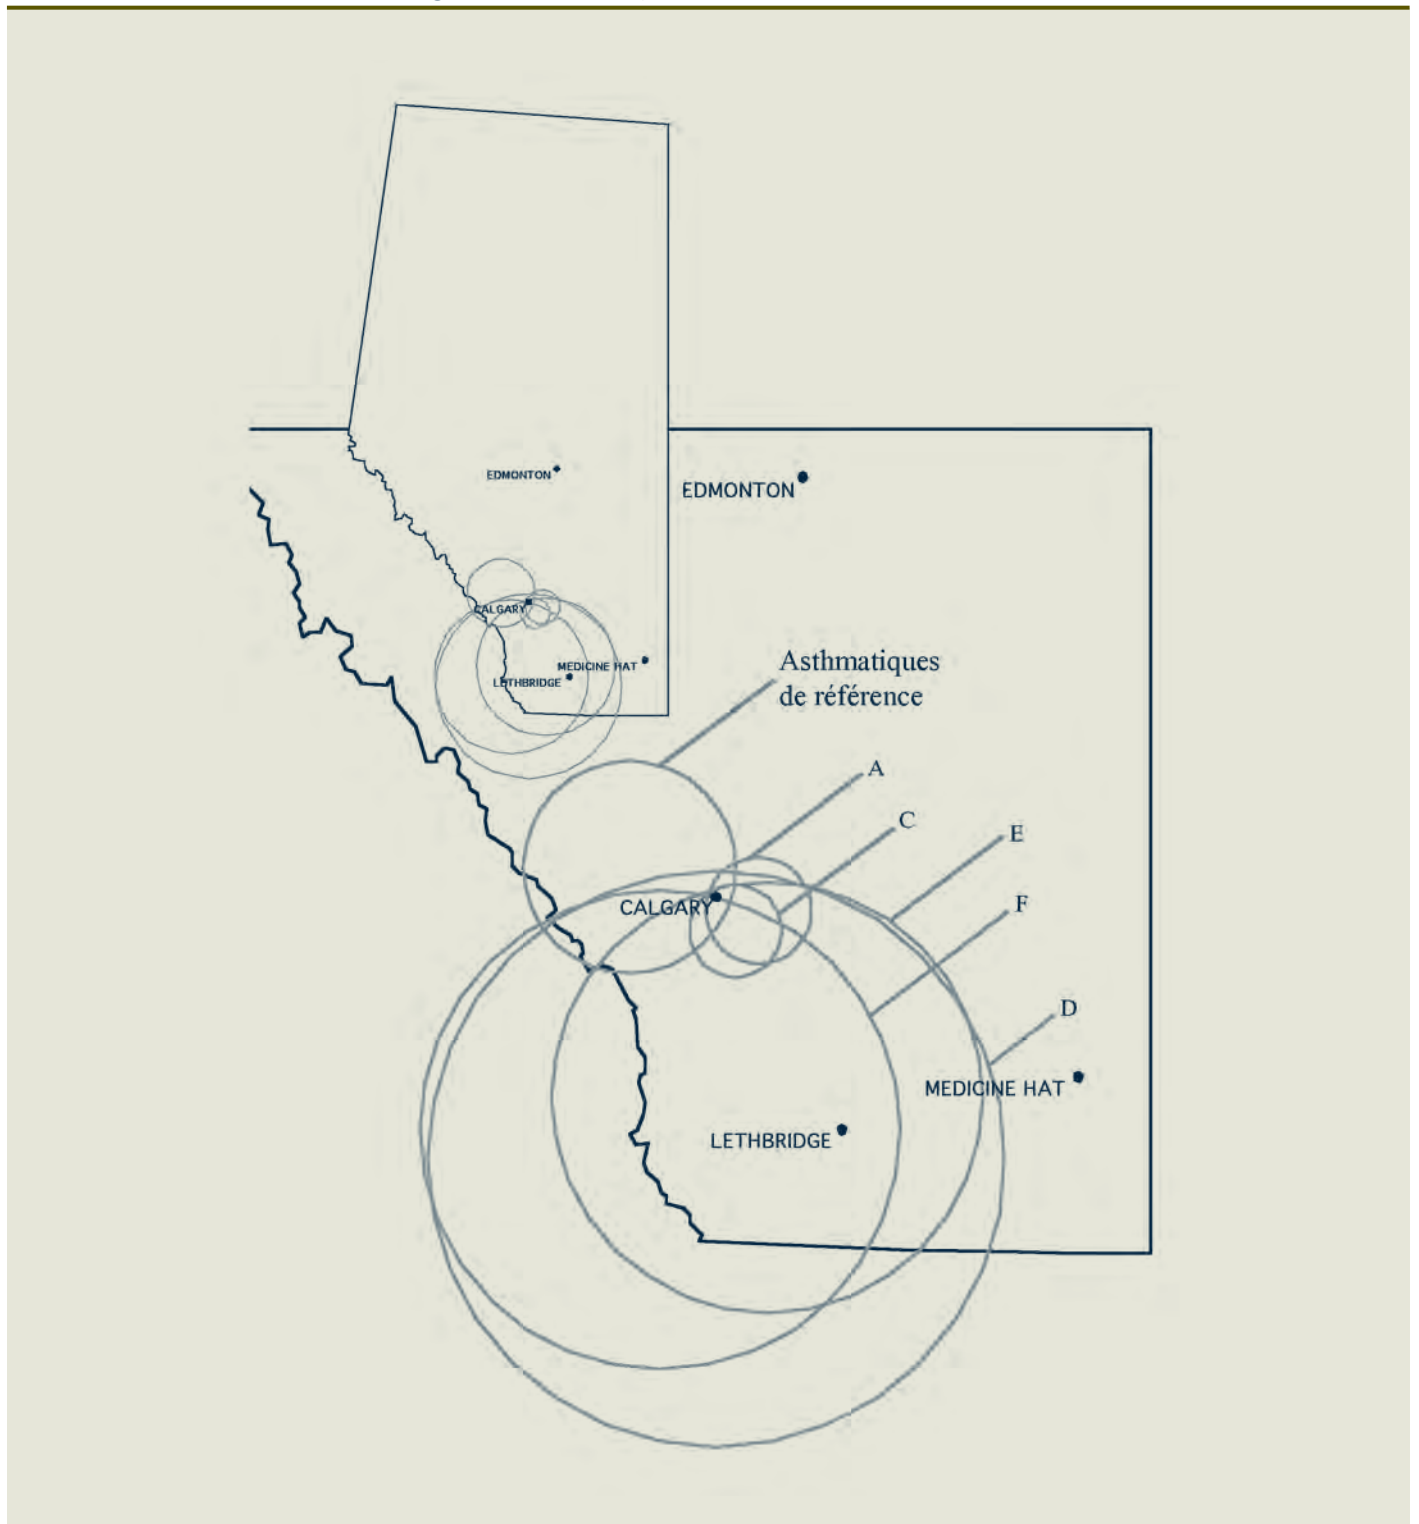 EDMONTON
EDMONTON
CALGARY
MEDICINE HAT
LETHBRIDGE
Asthmatiques
de référence
A
C
E
F
CALGARY
D
MEDICINE HAT
LETHBRIDGE